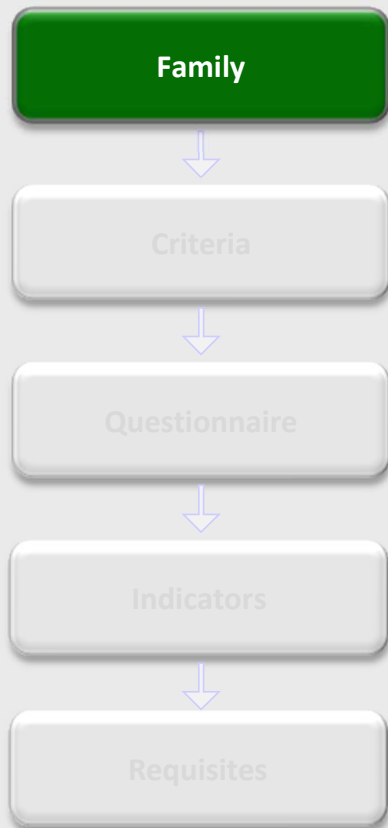 Family
Criteria
Questionnaire
Indicators
Requisites